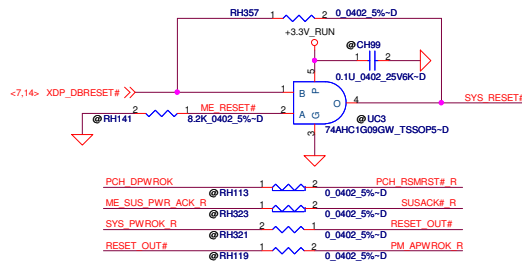 RH357 1 2 0_0402_5%~D
+3.3V_RUN
@CH99
1 2
0.1U_0402_25V6K~D
<7,14> XDP_DBRESET# 1 B P 5
O 4 SYS_RESET#
ME_RESET# 2 A G 3
@RH141 1 2 8.2K_0402_5%~D
@UC3
74AHC1G09GW_TSSOP5~D
PCH_DPWROK 1 2 PCH_RSMRST#_R
@RH113 0_0402_5%~D
ME_SUS_PWR_ACK_R 1 2 SUSACK#_R
@RH323 0_0402_5%~D
SYS_PWROK_R 1 2 RESET_OUT#
@RH321 0_0402_5%~D
RESET_OUT# 1 2 PM_APWROK_R
@RH119 0_0402_5%~D